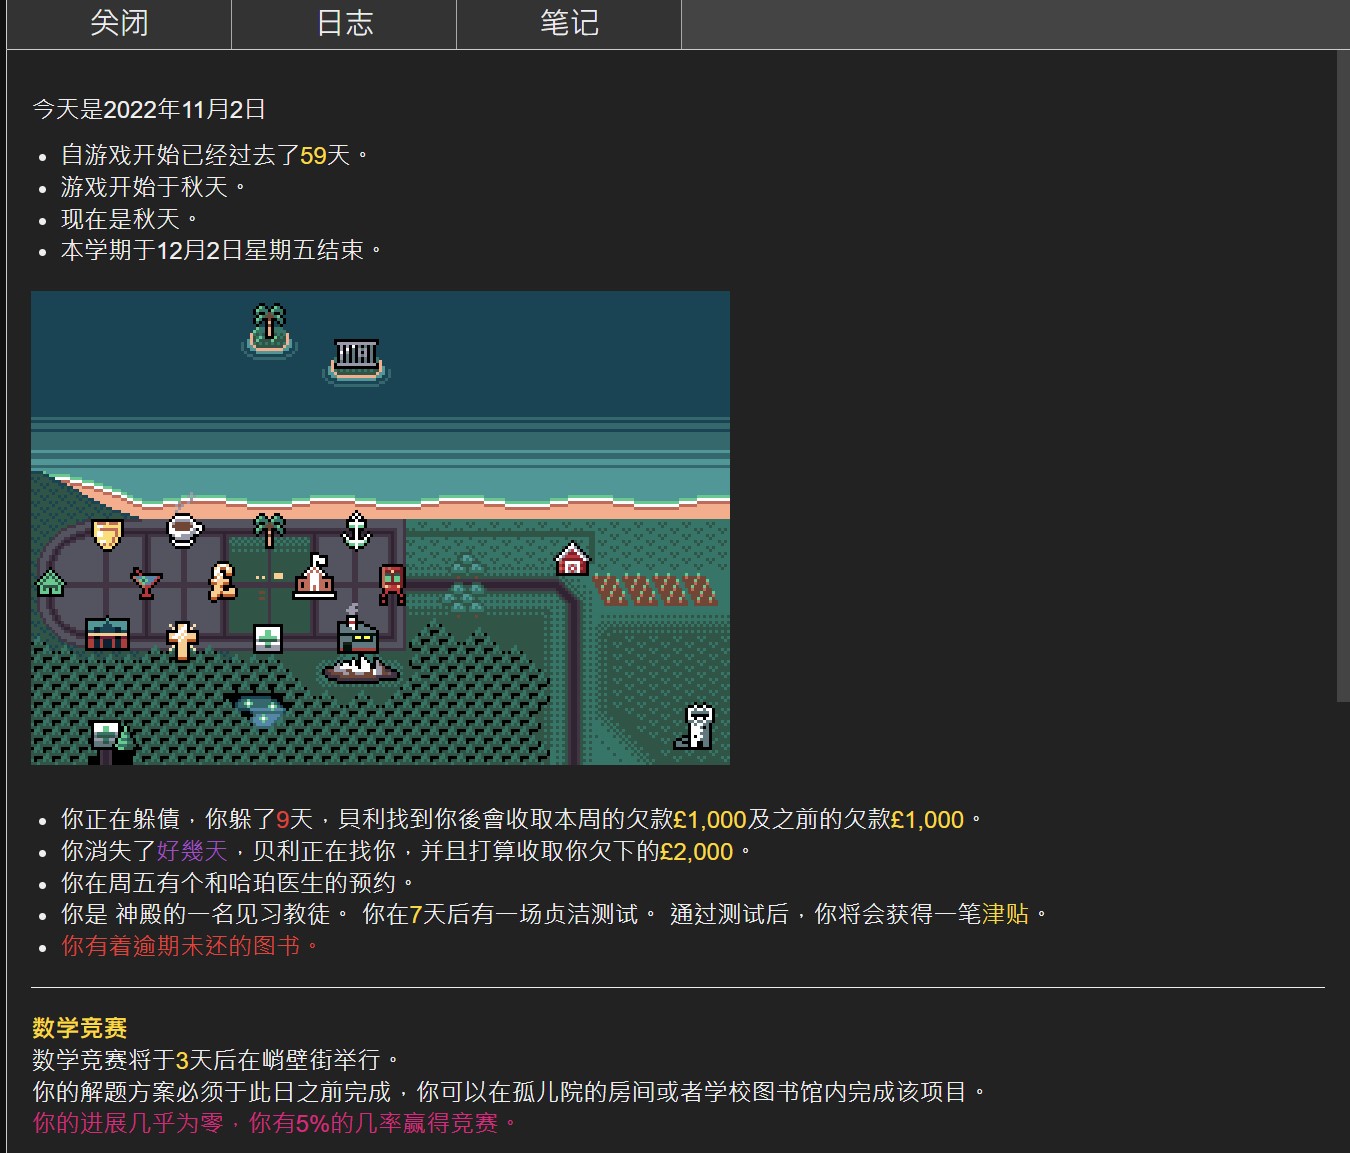 关闭
日志
笔记
今天是2022年11月2日
自游戏开始已经过去了59天。
游戏开始于秋天。
现在是秋天。
本学期于12月2日星期五结束。
你正在躲債，你躲了9天，貝利找到你後會收取本周的欠款£1,000及之前的欠款£1,000。
你消失了好幾天，贝利正在找你，并且打算收取你欠下的£2,000。
你在周五有个和哈珀医生的预约。
你是 神殿的一名见习教徒。 你在7天后有一场贞洁测试。 通过测试后，你将会获得一笔津贴。
你有着逾期未还的图书。
数学竞赛
数学竞赛将于3天后在峭壁街举行。
你的解题方案必须于此日之前完成，你可以在孤儿院的房间或者学校图书馆内完成该项目。
你的进展几乎为零，你有5%的几率赢得竞赛。